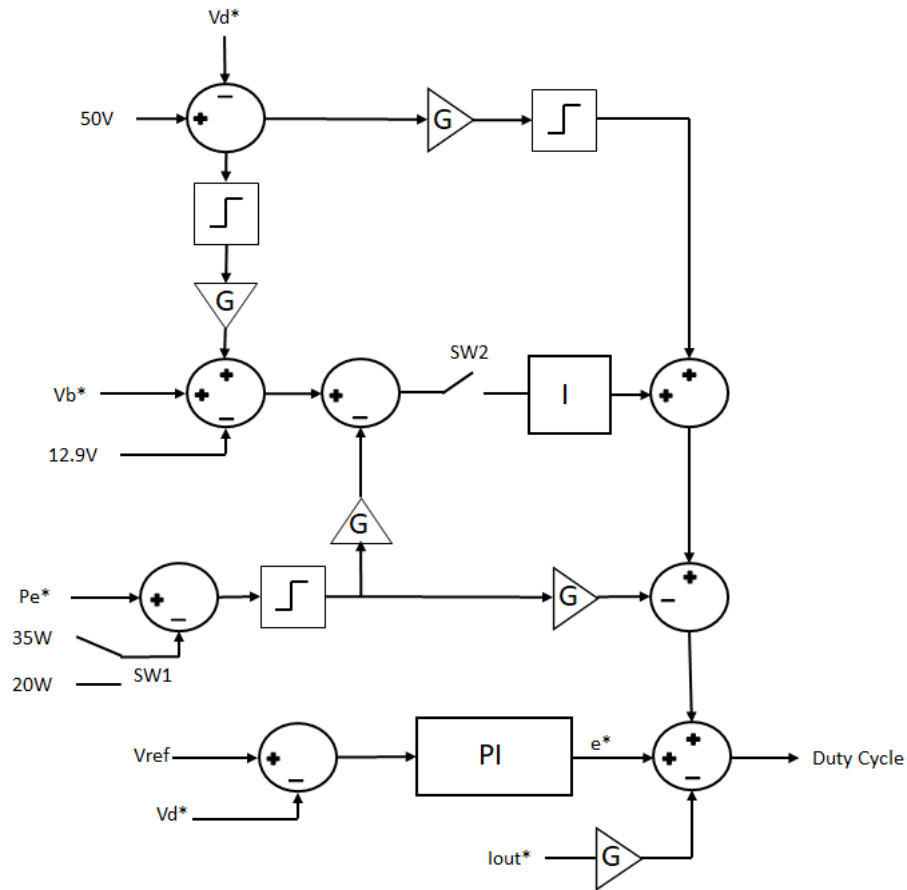 Vd*
50V
G
G
SW2
Vb*
I
12.9V
G
Pe*
G
35W
SW1
20W
Vref
PI
e*
Duty Cycle
Vd*
Iout*
G